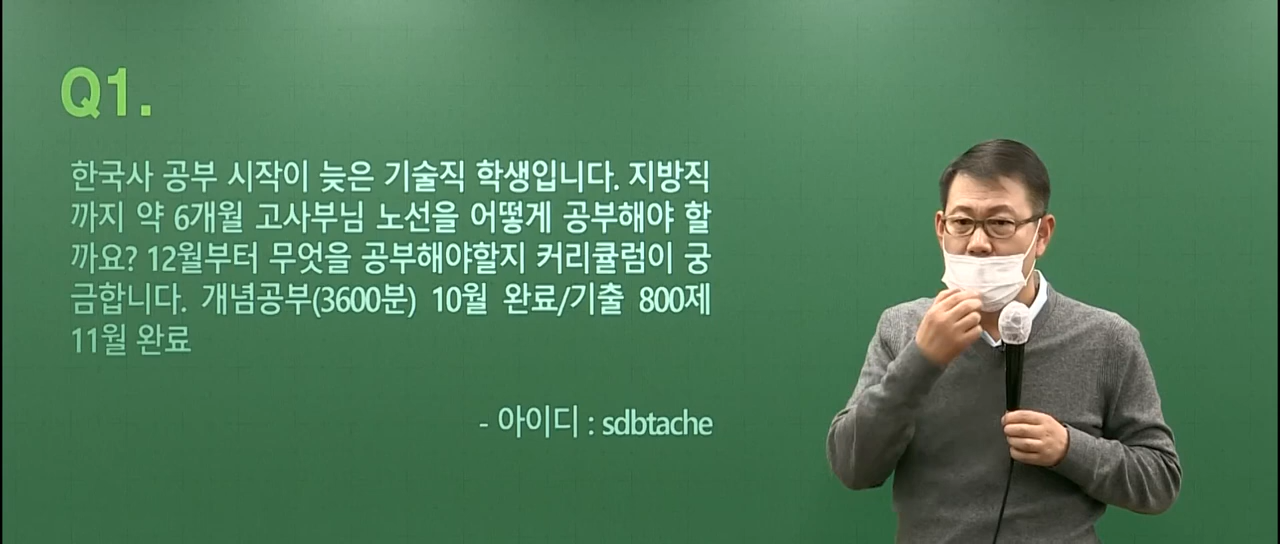 Q1.
한국사 공부 시작이 늦은 기술직 학생입니다. 지방직
까지 약 6개월 고사부님 노선을 어떻게 공부해야 할
까요? 12월부터 무엇을 공부해야할지 커리큘럼이 궁
금합니다. 개념공부(3600분) 10월 완료/기출 800제
11월 완료
- 아이디 : sdbtache